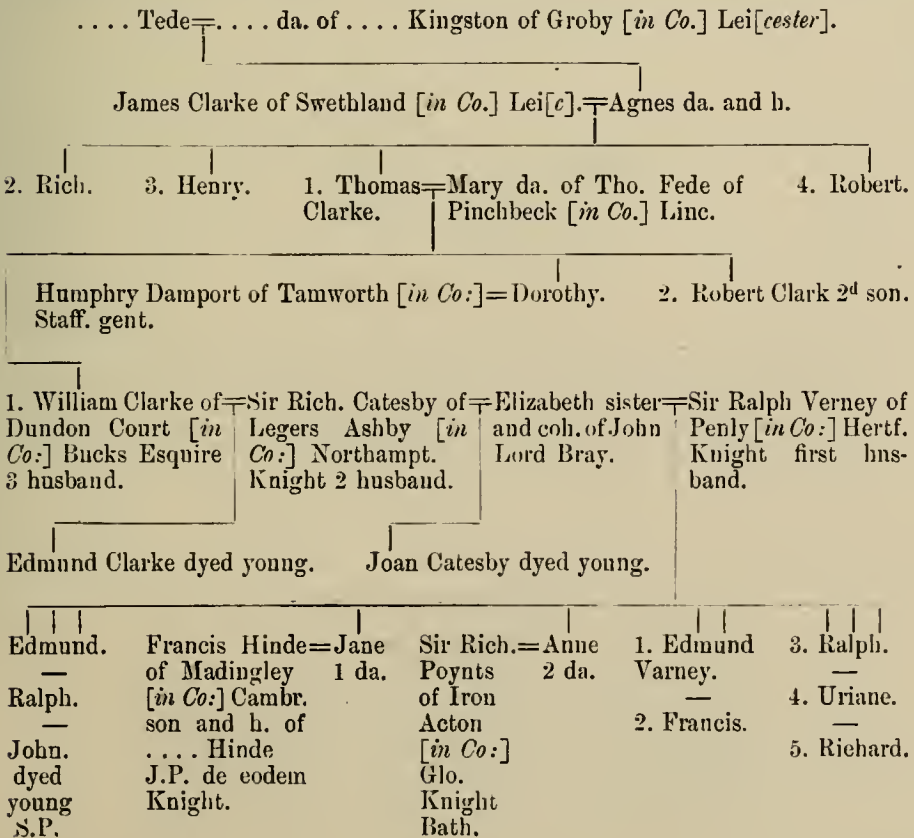 . . . . Tede=. . . . da. of . . . . Kingston of Groby [in Co.] Lei[cester].
James Clarke of Swethland [in Co.] Lei[c].=Agnes da. and h.
2. Rich. 3. Henry. 1. Thomas=Mary da. of Tho. Fede of 4. Robert.
Clarke. Pinchbeck [in Co.] Linc.
Humphry Damport of Tamworth [in Co:]=Dorothy. 2. Robert Clark 2d son.
Staff. gent.
1. William Clarke of=Sir Rich. Catesby of=Elizabeth sister=Sir Ralph Verney of
Dundon Court [in Legers Ashby [in and coh. of John Penly [in Co:] Hertf.
Co:] Bucks Esquire Co:] Northampt. Lord Bray. Knight first hus-
3 husband. Knight 2 husband. band.
Edmund Clarke dyed young. Joan Catesby dyed young.
Edmund. Francis Hinde=Jane Sir Rich.=Anne 1. Edmund 3. Ralph.
— of Madingley 1 da. Poynts 2 da. Varney. —
Ralph. [in Co:] Cambr. of Iron — 4. Uriane.
— son and h. of Acton 2. Francis. —
John. . . . . Hinde [in Co:] 5. Richard.
dyed J.P. de eodem Glo.
young Knight. Knight
S.P. Bath.